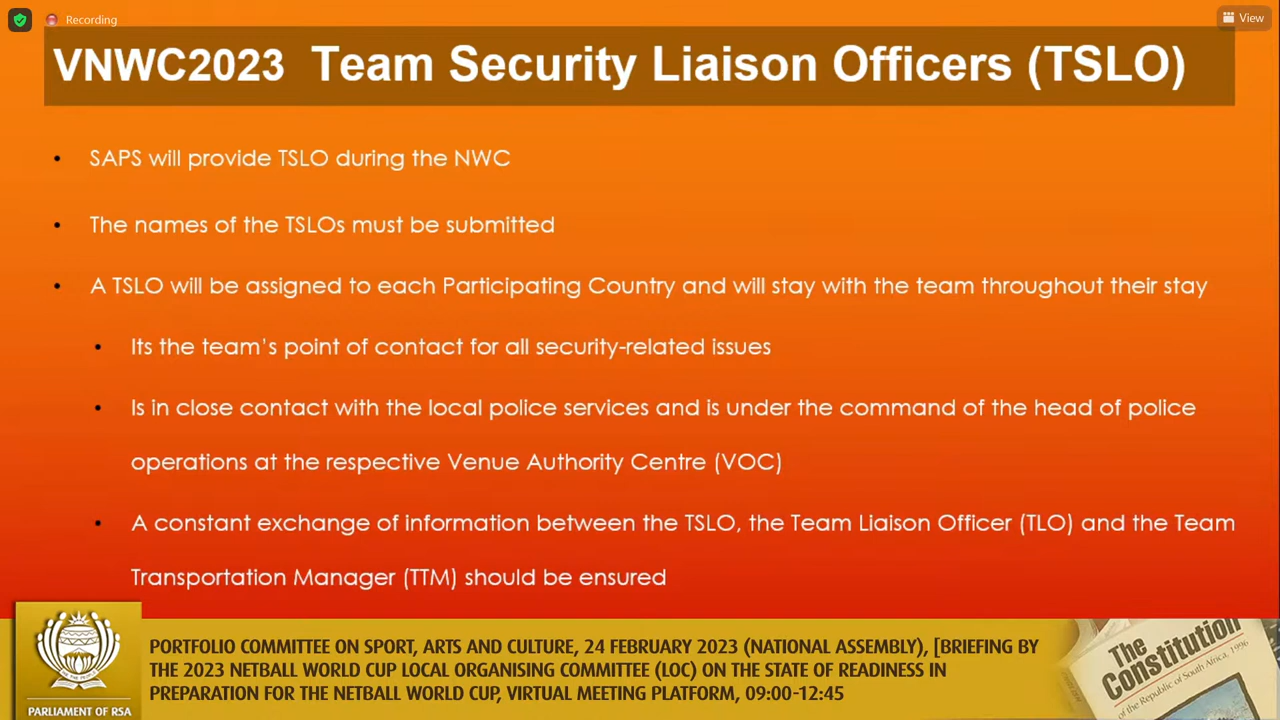 Recording
View
VNWC2023 Team Security Liaison Officers (TSLO)
• SAPS will provide TSLO during the NWC
• The names of the TSLOs must be submitted
• A TSLO will be assigned to each Participating Country and will stay with the team throughout their stay
• Its the team's point of contact for all security-related issues
• Is in close contact with the local police services and is under the command of the head of police
operations at the respective Venue Authority Centre (VOC)
• A constant exchange of information between the TSLO, the Team Liaison Officer (TLO) and the Team
Transportation Manager (TTM) should be ensured
PORTFOLIO COMMITTEE ON SPORT, ARTS AND CULTURE, 24 FEBRUARY 2023 (NATIONAL ASSEMBLY), [BRIEFING BY
THE 2023 NETBALL WORLD CUP LOCAL ORGANISING COMMITTEE (LOC) ON THE STATE OF READINESS IN
PREPARATION FOR THE NETBALL WORLD CUP, VIRTUAL MEETING PLATFORM, 09:00-12:45
PARLIAMENT OF RSA
The
Constitution
of the Republic of South Africa, 1996